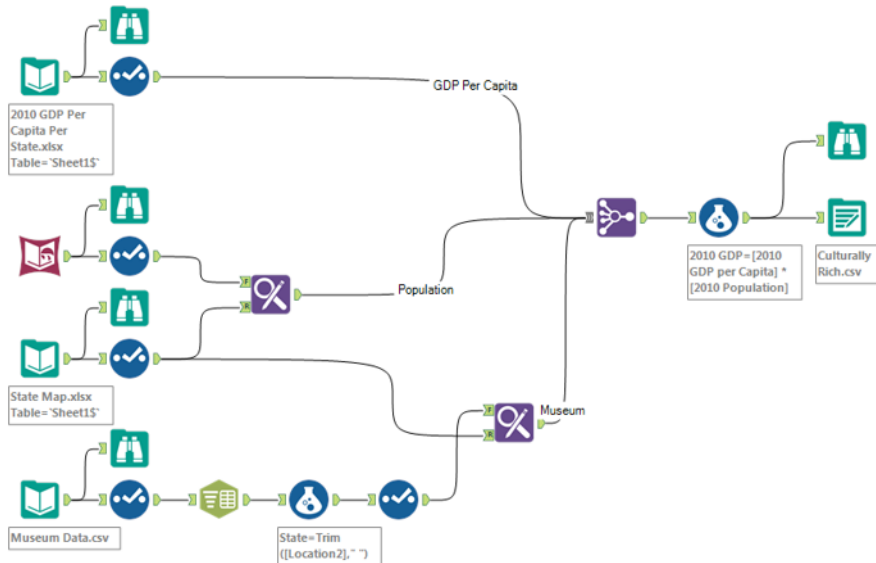 GDP Per Capita
2010 GDP Per
Capita Per
State.xlsx
Table=`Sheet1$`
F
R
Population
2010 GDP=[2010
GDP per Capita] *
[2010 Population]
Culturally
Rich.csv
State Map.xlsx
Table=`Sheet1$`
F
R
Museum
Museum Data.csv
State=Trim
([Location2]," ")